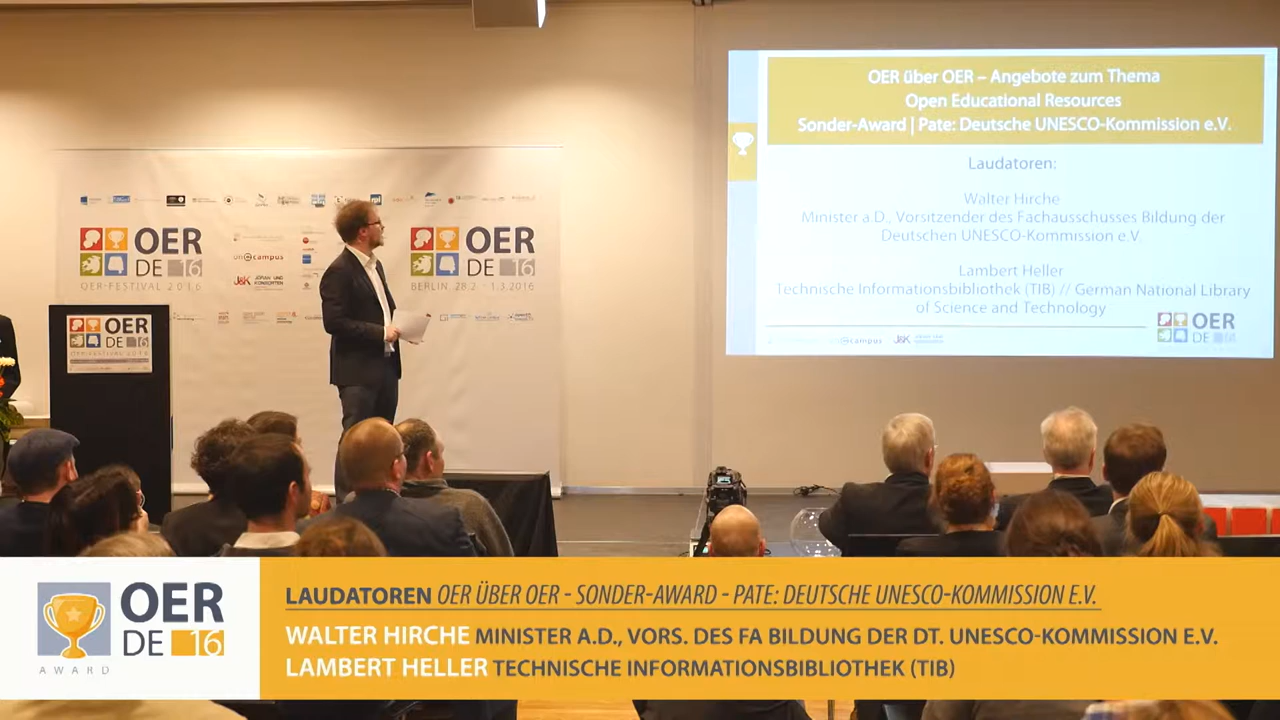 OER über OER – Angebote zum Thema
Open Educational Resources
Sonder-Award | Pate: Deutsche UNESCO-Kommission e.V.
Laudatoren:
Walter Hirche
Minister a.D., Vorsitzender des Fachausschusses Bildung der
Deutschen UNESCO-Kommission e.V.
Lambert Heller
Technische Informationsbibliothek (TIB) // German National Library
of Science and Technology
J&K
OER
DE 16
OER
DE 16
OER-FESTIVAL 2016
campus
J&K JÖRAN UND
KONSORTEN
OER
DE 16
BERLIN 28.2. - 1.3.2016
OER
DE 16
OER-FESTIVAL 2016
OER
DE 16
AWARD
LAUDATOREN OER ÜBER OER - SONDER-AWARD - PATE: DEUTSCHE UNESCO-KOMMISSION E.V.
WALTER HIRCHE MINISTER A.D., VORS. DES FA BILDUNG DER DT. UNESCO-KOMMISSION E.V.
LAMBERT HELLER TECHNISCHE INFORMATIONSBIBLIOTHEK (TIB)